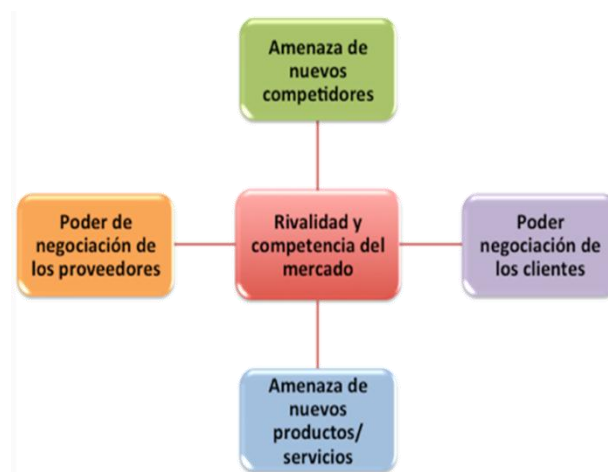 Amenaza de
nuevos
competidores
Poder de
negociación de
los proveedores
Rivalidad y
competencia del
mercado
Poder
negociación de
los clientes
Amenaza de
nuevos
productos/
servicios